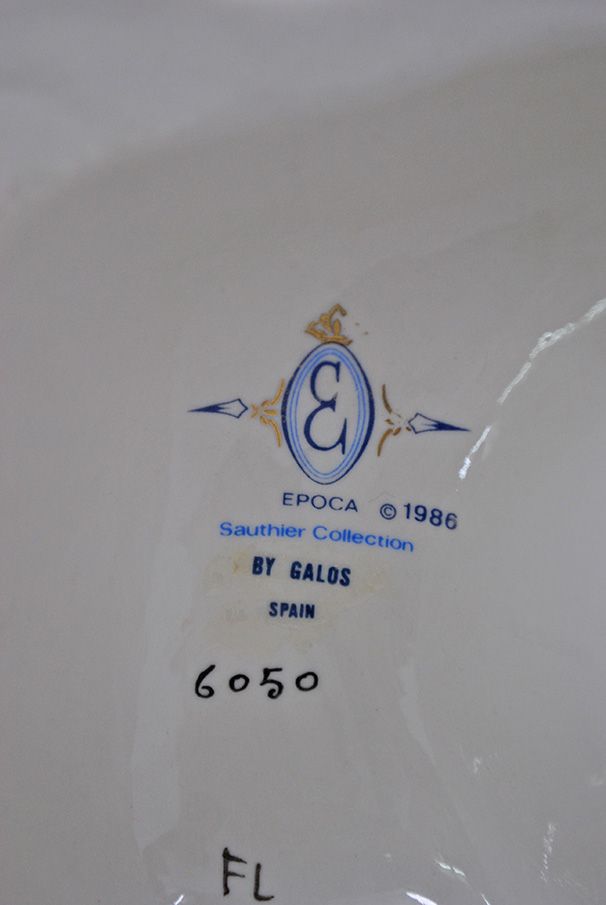 E
EPOCA © 1986
Sauthier Collection
BY GALOS
SPAIN
6050
FL